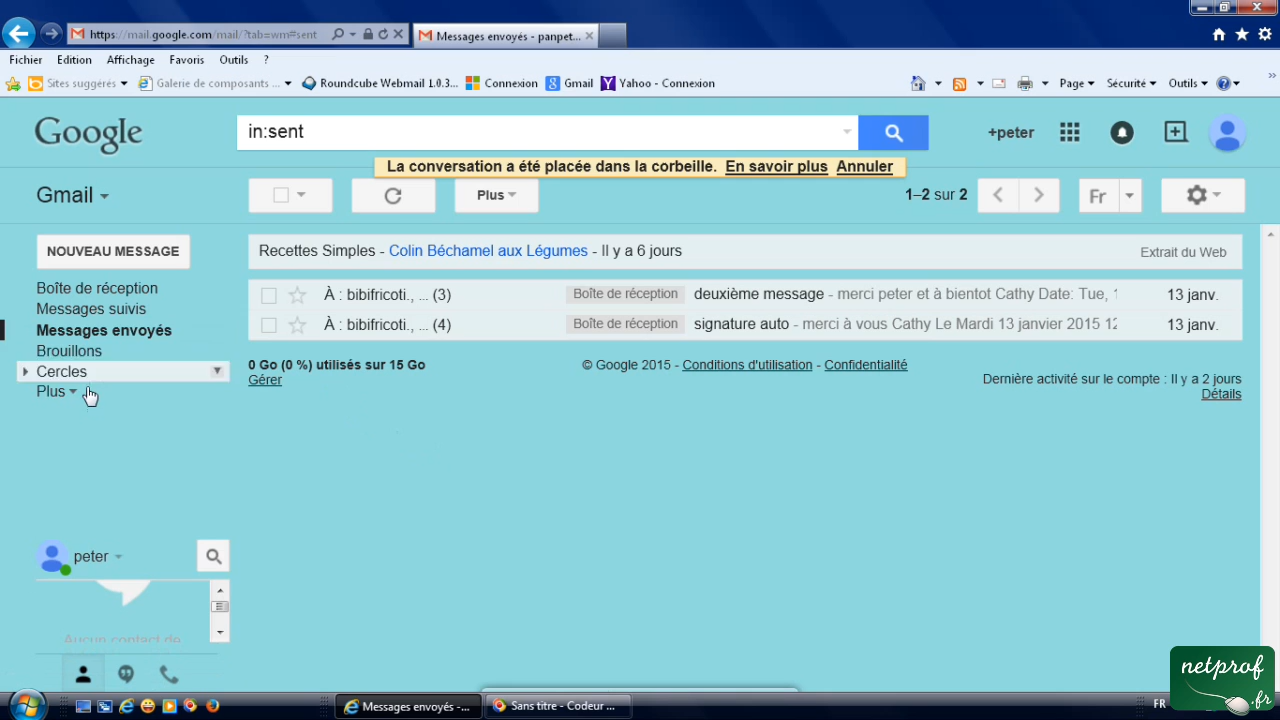 https://mail.google.com/mail/?tab=wm#sent
Messages envoyés - panpet...
Fichier Edition Affichage Favoris Outils ?
Sites suggérés Galerie de composants ... Roundcube Webmail 1.0.3... Connexion Gmail Yahoo - Connexion Page Sécurité Outils
Google in:sent +peter
La conversation a été placée dans la corbeille. En savoir plus Annuler
Gmail Plus 1–2 sur 2 Fr
NOUVEAU MESSAGE
Recettes Simples - Colin Béchamel aux Légumes - Il y a 6 jours Extrait du Web
Boîte de réception
Messages suivis
Messages envoyés
Brouillons
Cercles
Plus
À : bibifricoti., ... (3) Boîte de réception deuxième message - merci peter et à bientot Cathy Date: Tue, 1 13 janv.
À : bibifricoti., ... (4) Boîte de réception signature auto - merci à vous Cathy Le Mardi 13 janvier 2015 12 13 janv.
0 Go (0 %) utilisés sur 15 Go
Gérer
© Google 2015 - Conditions d'utilisation - Confidentialité
Dernière activité sur le compte : Il y a 2 jours
Détails
peter
Aucun contact de
netprof
.fr
Messages envoyés -... Sans titre - Codeur ... FR